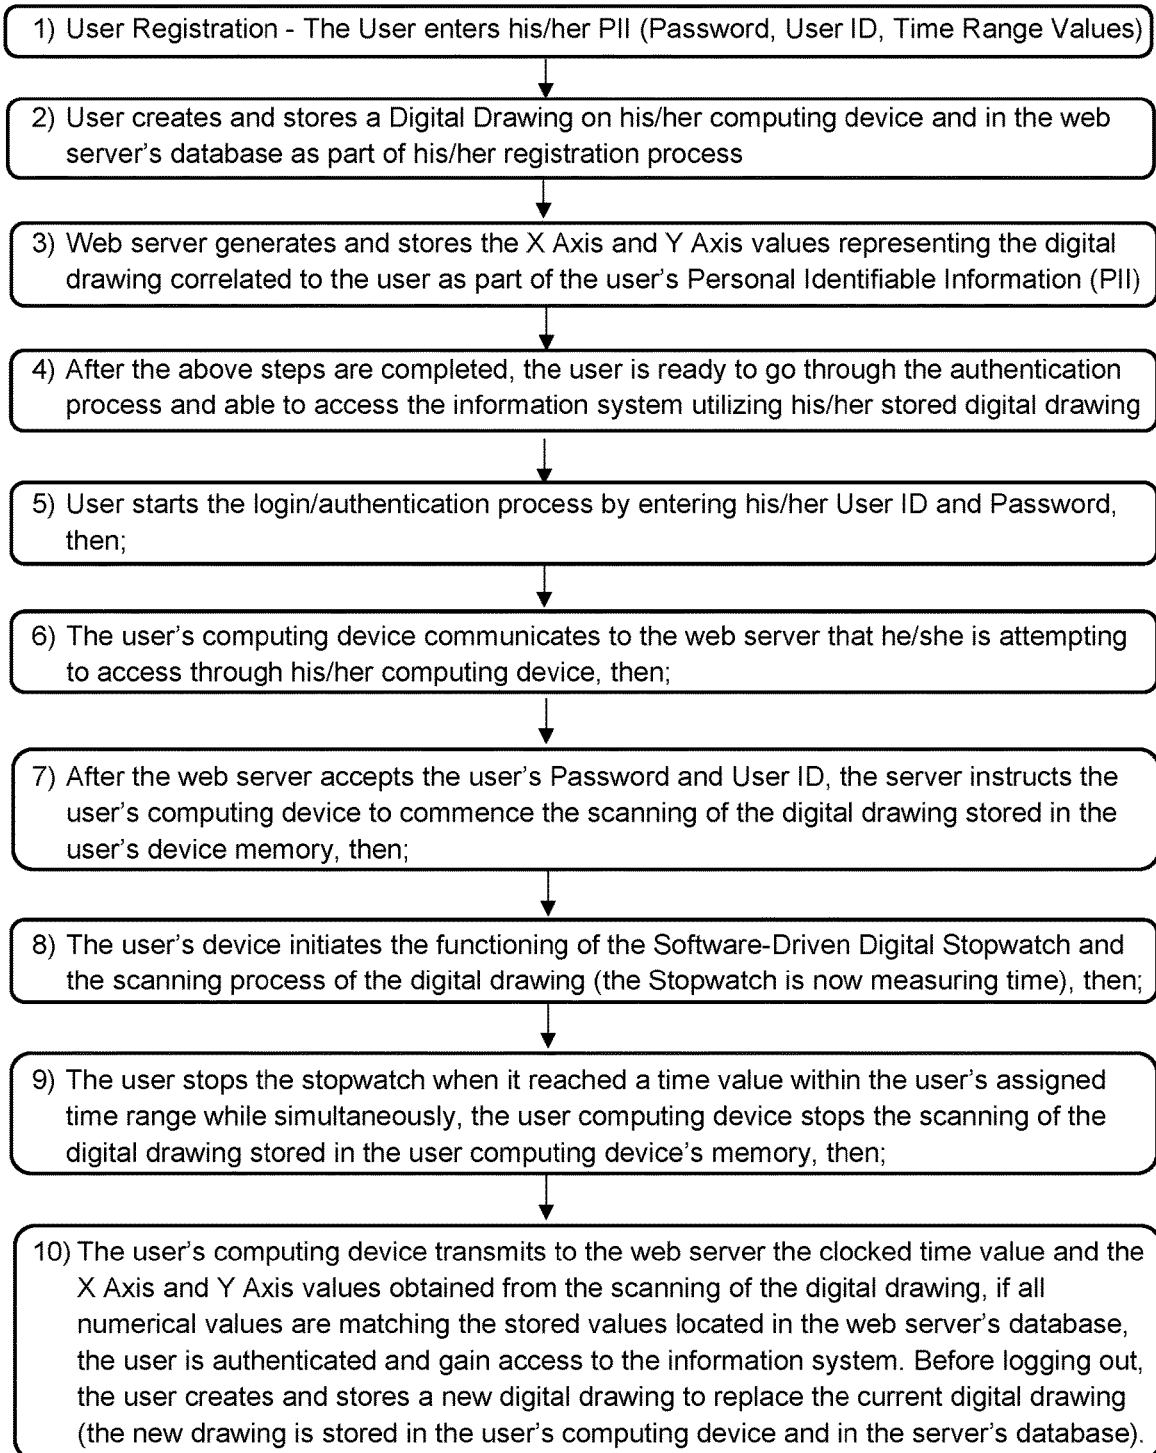 1) User Registration - The User enters his/her PII (Password, User ID, Time Range Values)
2) User creates and stores a Digital Drawing on his/her computing device and in the web
server's database as part of his/her registration process
3) Web server generates and stores the X Axis and Y Axis values representing the digital
drawing correlated to the user as part of the user's Personal Identifiable Information (PII)
4) After the above steps are completed, the user is ready to go through the authentication
process and able to access the information system utilizing his/her stored digital drawing
5) User starts the login/authentication process by entering his/her User ID and Password,
then;
6) The user's computing device communicates to the web server that he/she is attempting
to access through his/her computing device, then;
7) After the web server accepts the user's Password and User ID, the server instructs the
user's computing device to commence the scanning of the digital drawing stored in the
user's device memory, then;
8) The user's device initiates the functioning of the Software-Driven Digital Stopwatch and
the scanning process of the digital drawing (the Stopwatch is now measuring time), then;
9) The user stops the stopwatch when it reached a time value within the user's assigned
time range while simultaneously, the user computing device stops the scanning of the
digital drawing stored in the user computing device's memory, then;
10) The user's computing device transmits to the web server the clocked time value and the
X Axis and Y Axis values obtained from the scanning of the digital drawing, if all
numerical values are matching the stored values located in the web server's database,
the user is authenticated and gain access to the information system. Before logging out,
the user creates and stores a new digital drawing to replace the current digital drawing
(the new drawing is stored in the user's computing device and in the server's database).